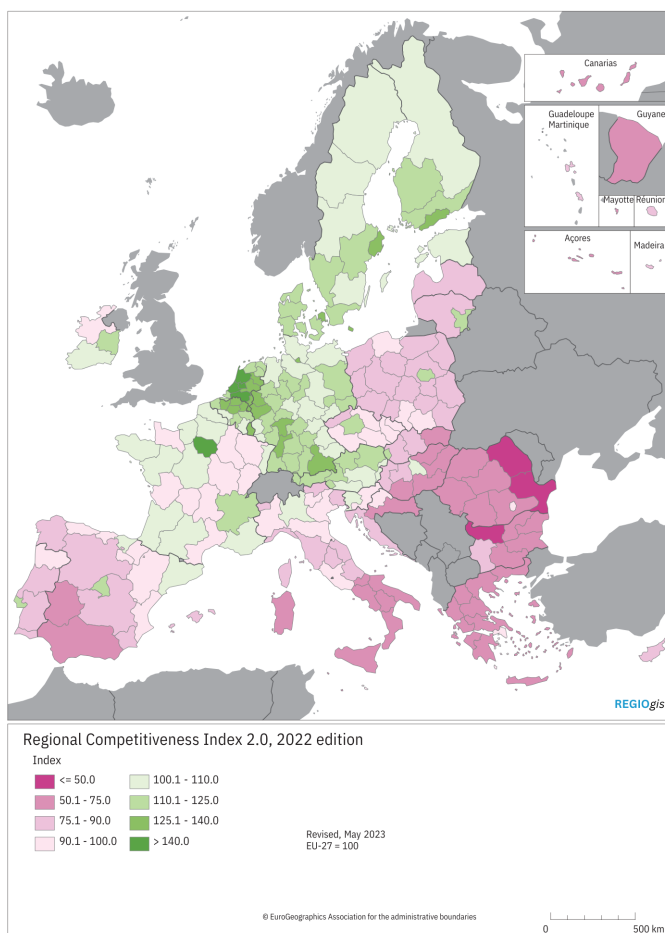 Canarias
Guadeloupe
Martinique
Guyane
Mayotte
Réunion
Açores
Madeira
REGIOgis
Regional Competitiveness Index 2.0, 2022 edition
Index
<= 50.0
50.1 - 75.0
75.1 - 90.0
90.1 - 100.0
100.1 - 110.0
110.1 - 125.0
125.1 - 140.0
> 140.0
Revised, May 2023
EU-27 = 100
© EuroGeographics Association for the administrative boundaries
0 500 km